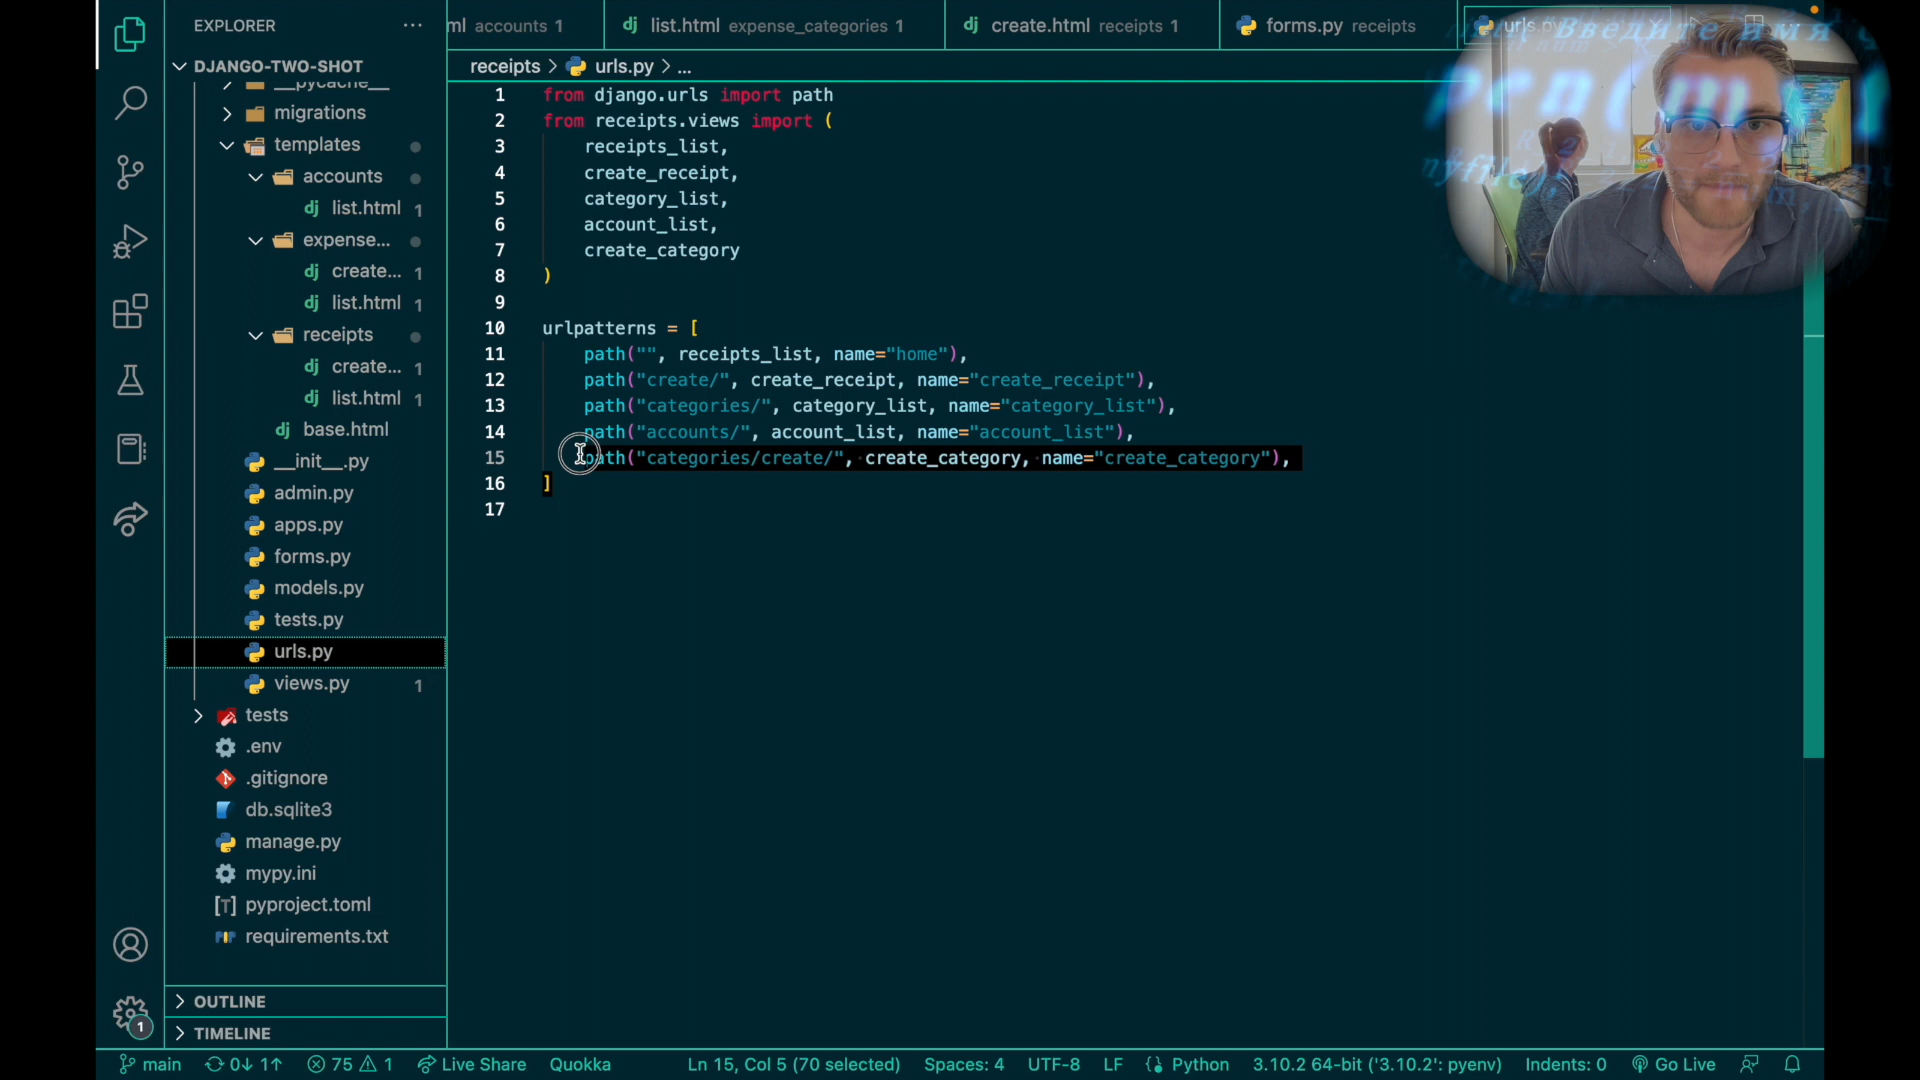 EXPLORER
ml accounts 1
list.html expense_categories 1
create.html receipts 1
forms.py receipts
urls.py
Введите имя
DJANGO-TWO-SHOT
receipts > urls.py > ...
__pycache__
migrations
templates
accounts
list.html 1
expense...
create... 1
list.html 1
receipts
create... 1
list.html 1
base.html
__init__.py
admin.py
apps.py
forms.py
models.py
tests.py
urls.py
views.py 1
tests
.env
.gitignore
db.sqlite3
manage.py
mypy.ini
pyproject.toml
requirements.txt
OUTLINE
TIMELINE
1
1 from django.urls import path
2 from receipts.views import (
3 receipts_list,
4 create_receipt,
5 category_list,
6 account_list,
7 create_category
8 )
9
10 urlpatterns = [
11 path("", receipts_list, name="home"),
12 path("create/", create_receipt, name="create_receipt"),
13 path("categories/", category_list, name="category_list"),
14 path("accounts/", account_list, name="account_list"),
15 path("categories/create/", create_category, name="create_category"),
16 ]
17
main 0↓ 1↑ 75 1 Live Share Quokka Ln 15, Col 5 (70 selected) Spaces: 4 UTF-8 LF Python 3.10.2 64-bit ('3.10.2': pyenv) Indents: 0 Go Live